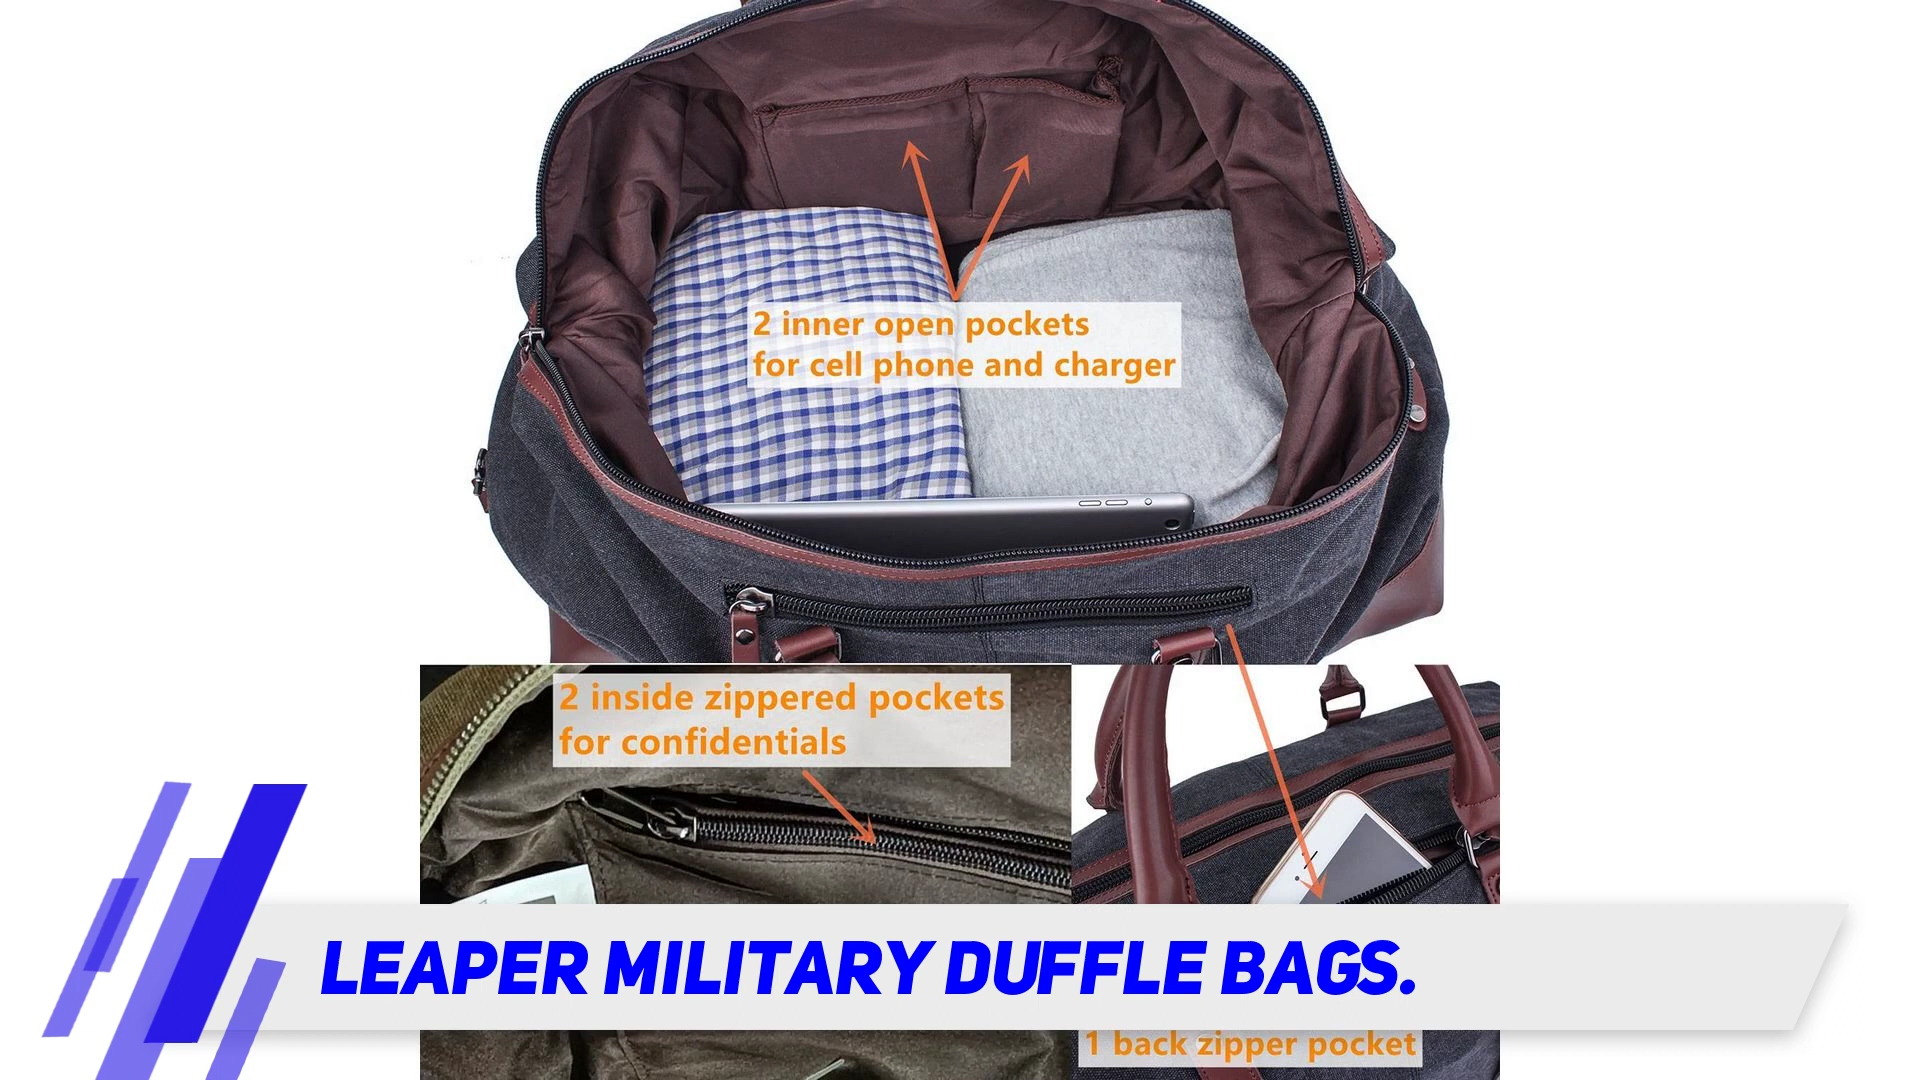 2 inner open pockets
for cell phone and charger
2 inside zippered pockets
for confidentials
LEAPER MILITARY DUFFLE BAGS.
1 back zipper pocket